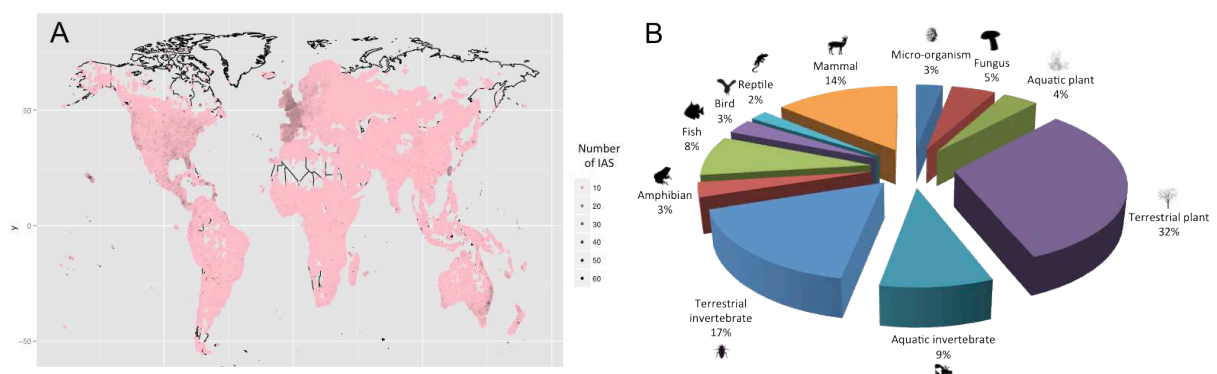 A
50
0
−50
y
Number
of IAS
10
20
30
40
50
60
B
Micro-organism
3%
Fungus
5%
Aquatic plant
4%
Terrestrial plant
32%
Aquatic invertebrate
9%
Terrestrial
invertebrate
17%
Amphibian
3%
Fish
8%
Bird
3%
Reptile
2%
Mammal
14%